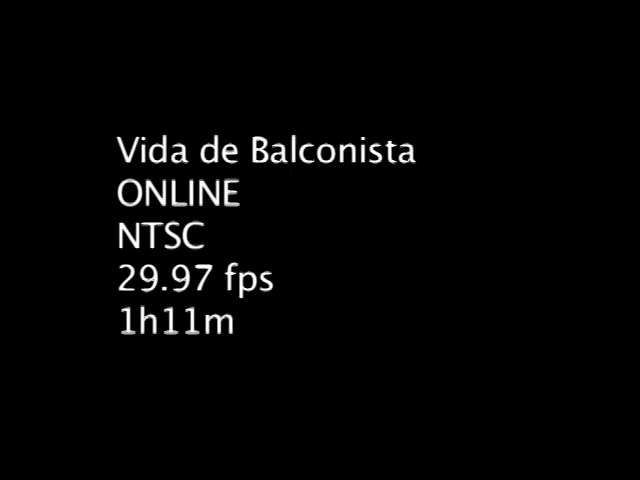 Vida de Balconista
ONLINE
NTSC
29.97 fps
1h11m